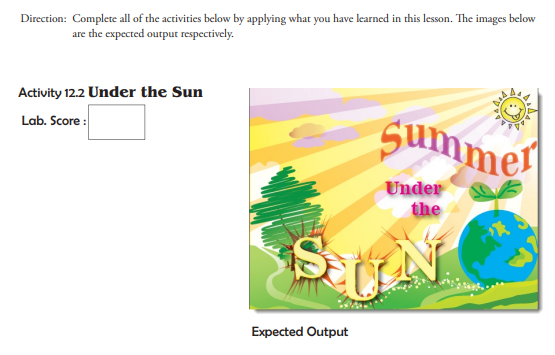 Direction: Complete all of the activities below by applying what you have learned in this lesson. The images below
are the expected output respectively.
Activity 12.2 Under the Sun
Lab. Score :
Summer
Under
the
SUN
Expected Output